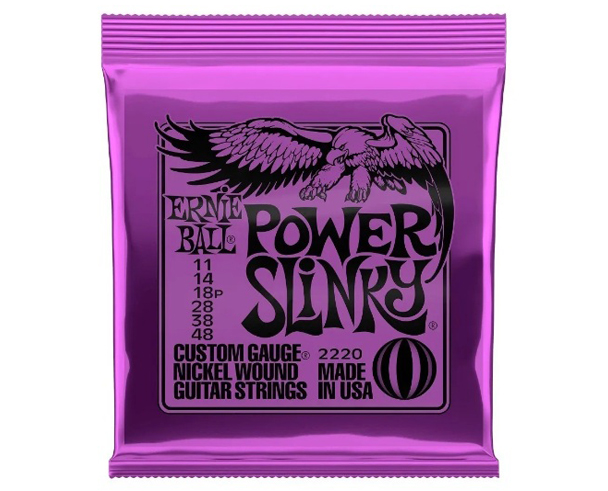 ERNIE
BALL®
POWER
SLINKY®
11
14
18P
28
38
48
CUSTOM GAUGE®
NICKEL WOUND
GUITAR STRINGS
2220
MADE
IN USA